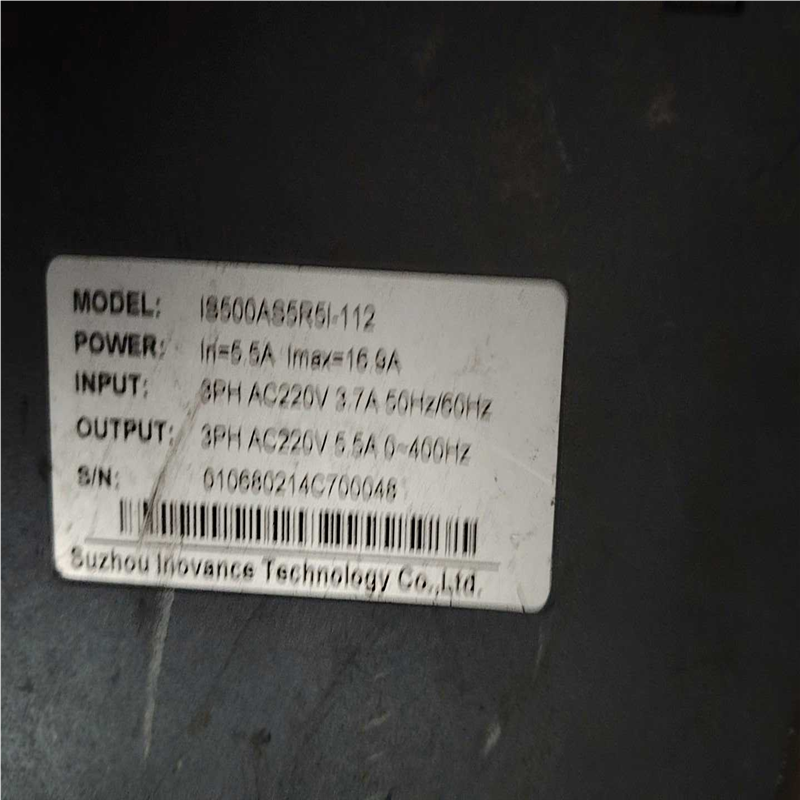 MODEL: IS500AS5R5I-112
POWER: In=5.5A Imax=16.9A
INPUT: 3PH AC220V 3.7A 50Hz/60Hz
OUTPUT: 3PH AC220V 5.5A 0~400Hz
S/N: 010680214C700048
Suzhou Inovance Technology Co.,Ltd.